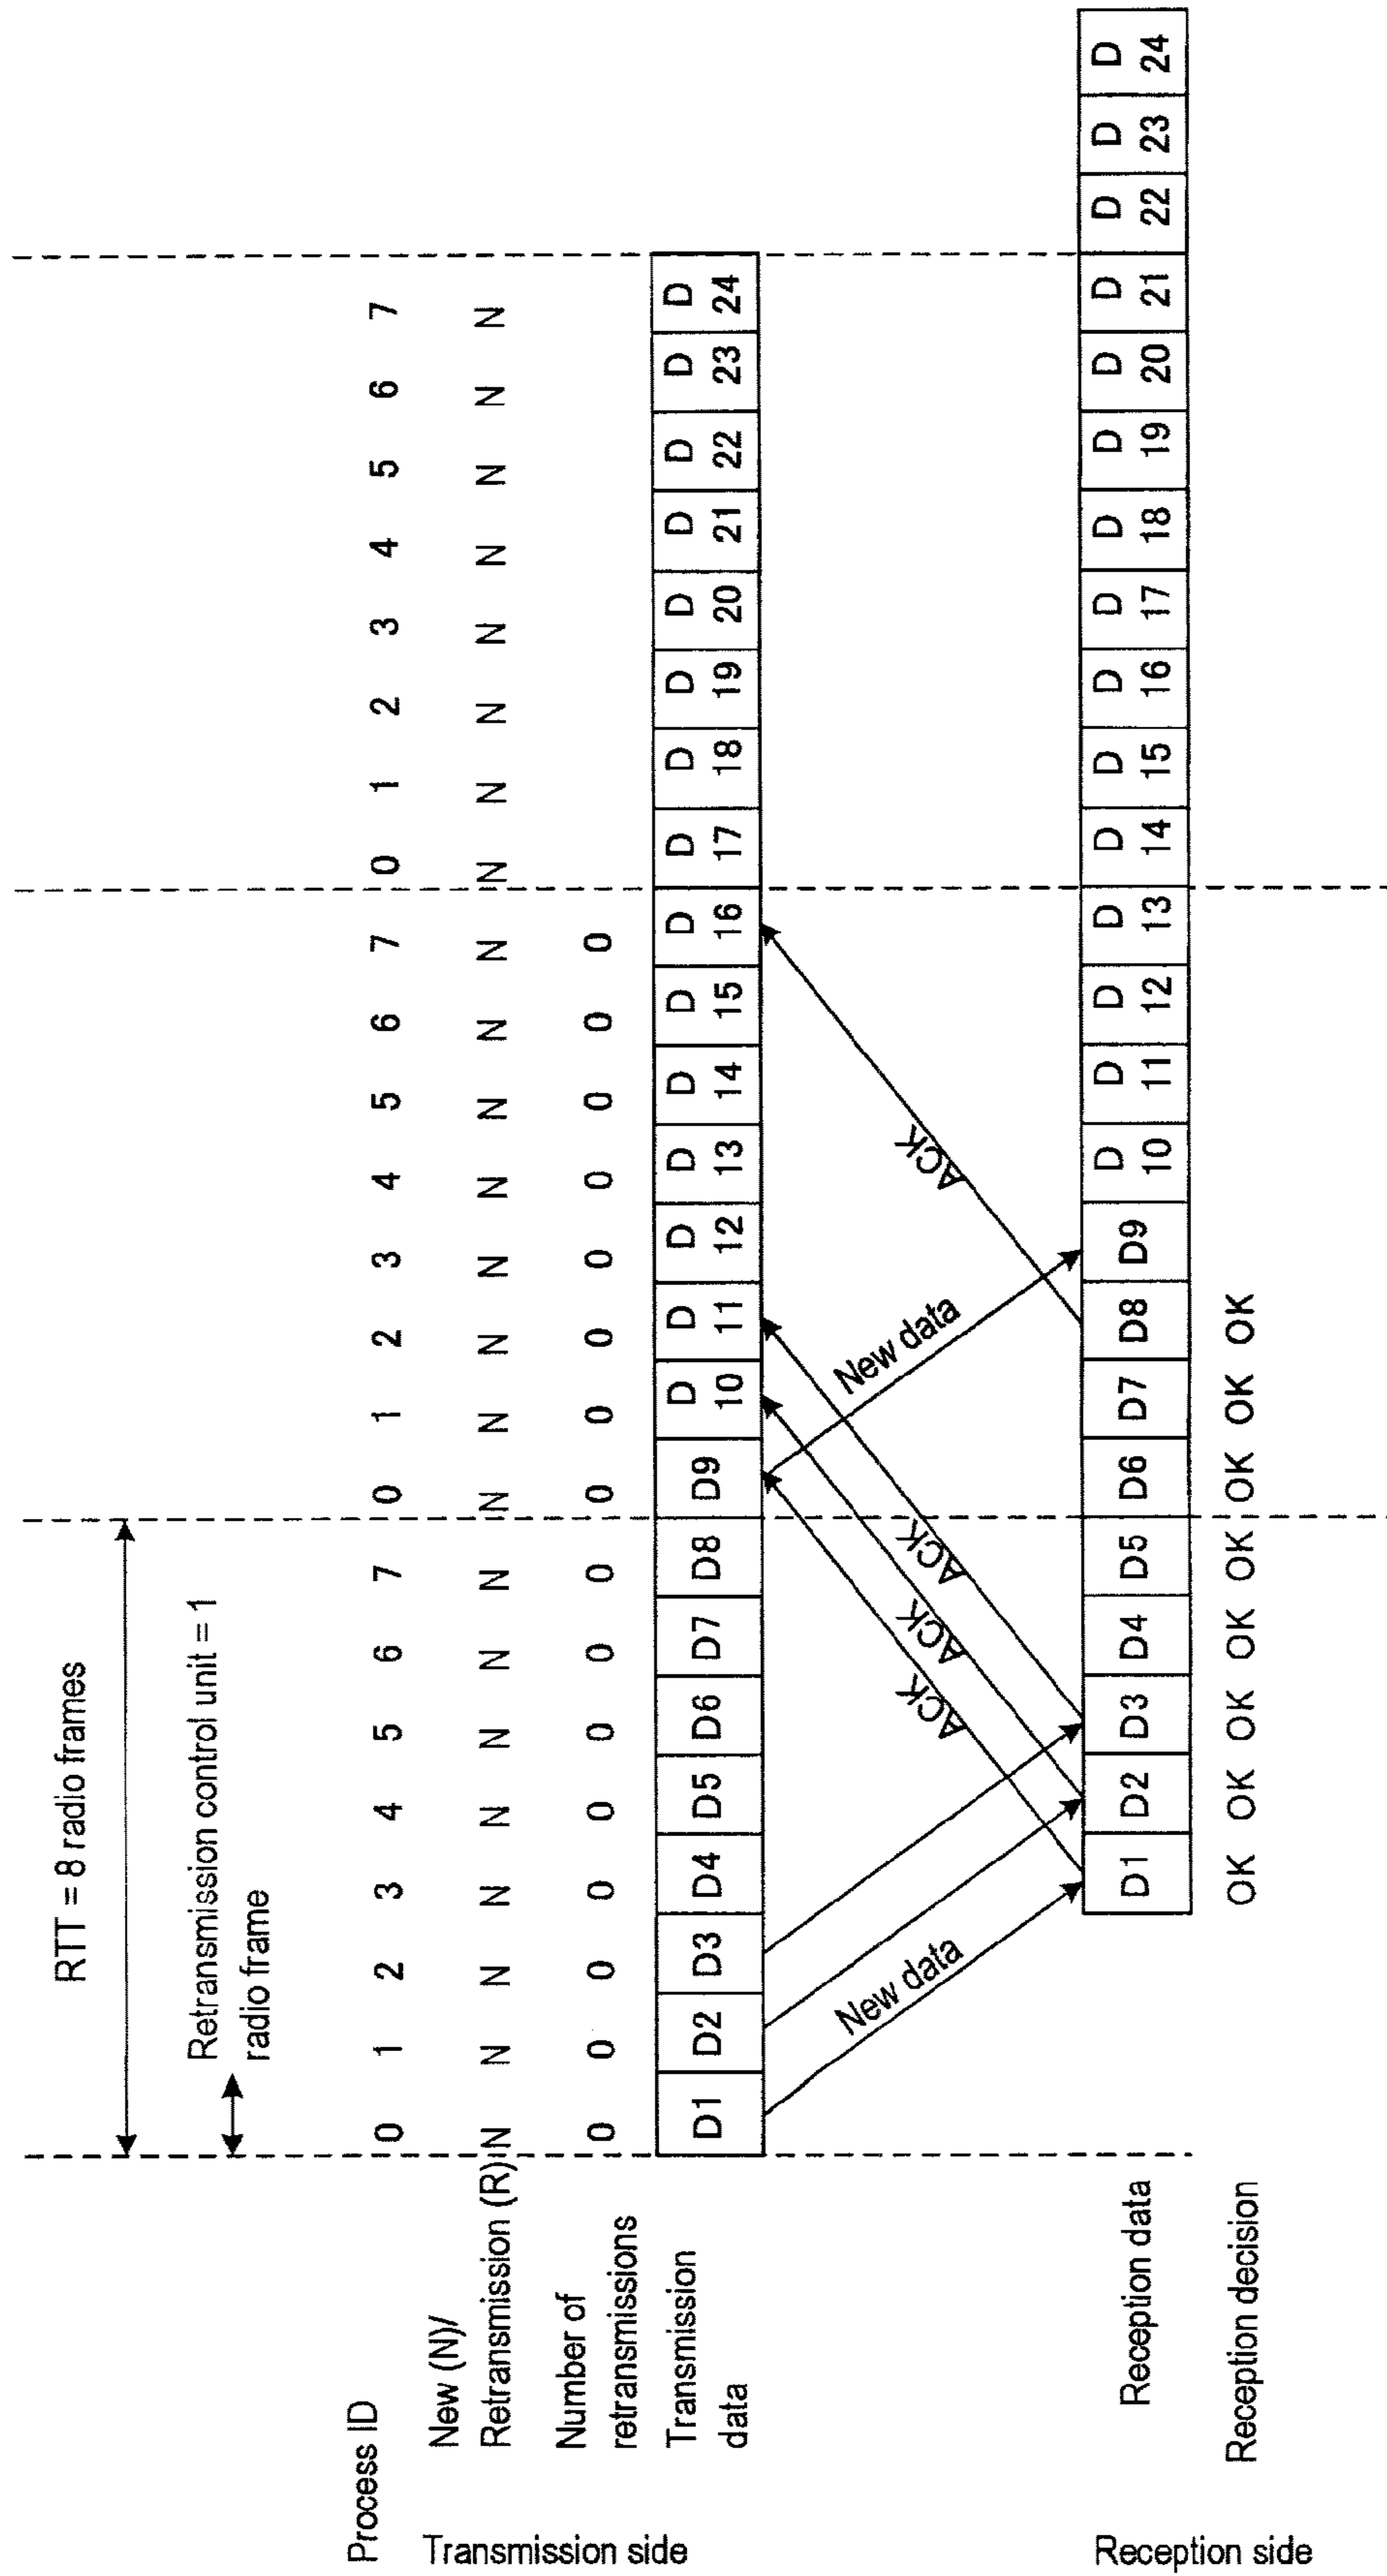 RTT = 8 radio frames
Retransmission control unit = 1
radio frame
Process ID 0 1 2 3 4 5 6 7 0 1 2 3 4 5 6 7 0 1 2 3 4 5 6 7
New (N)/
Retransmission (R) N N N N N N N N N N N N N N N N N N N N N N N N
Number of
retransmissions 0 0 0 0 0 0 0 0 0 0 0 0 0 0 0 0
Transmission
data
D1 D2 D3 D4 D5 D6 D7 D8 D9 D 10 D 11 D 12 D 13 D 14 D 15 D 16 D 17 D 18 D 19 D 20 D 21 D 22 D 23 D 24
Transmission side
New data
ACK
ACK
ACK
New data
ACK
Reception data D1 D2 D3 D4 D5 D6 D7 D8 D9 D 10 D 11 D 12 D 13 D 14 D 15 D 16 D 17 D 18 D 19 D 20 D 21 D 22 D 23 D 24
Reception decision OK OK OK OK OK OK OK OK
Reception side